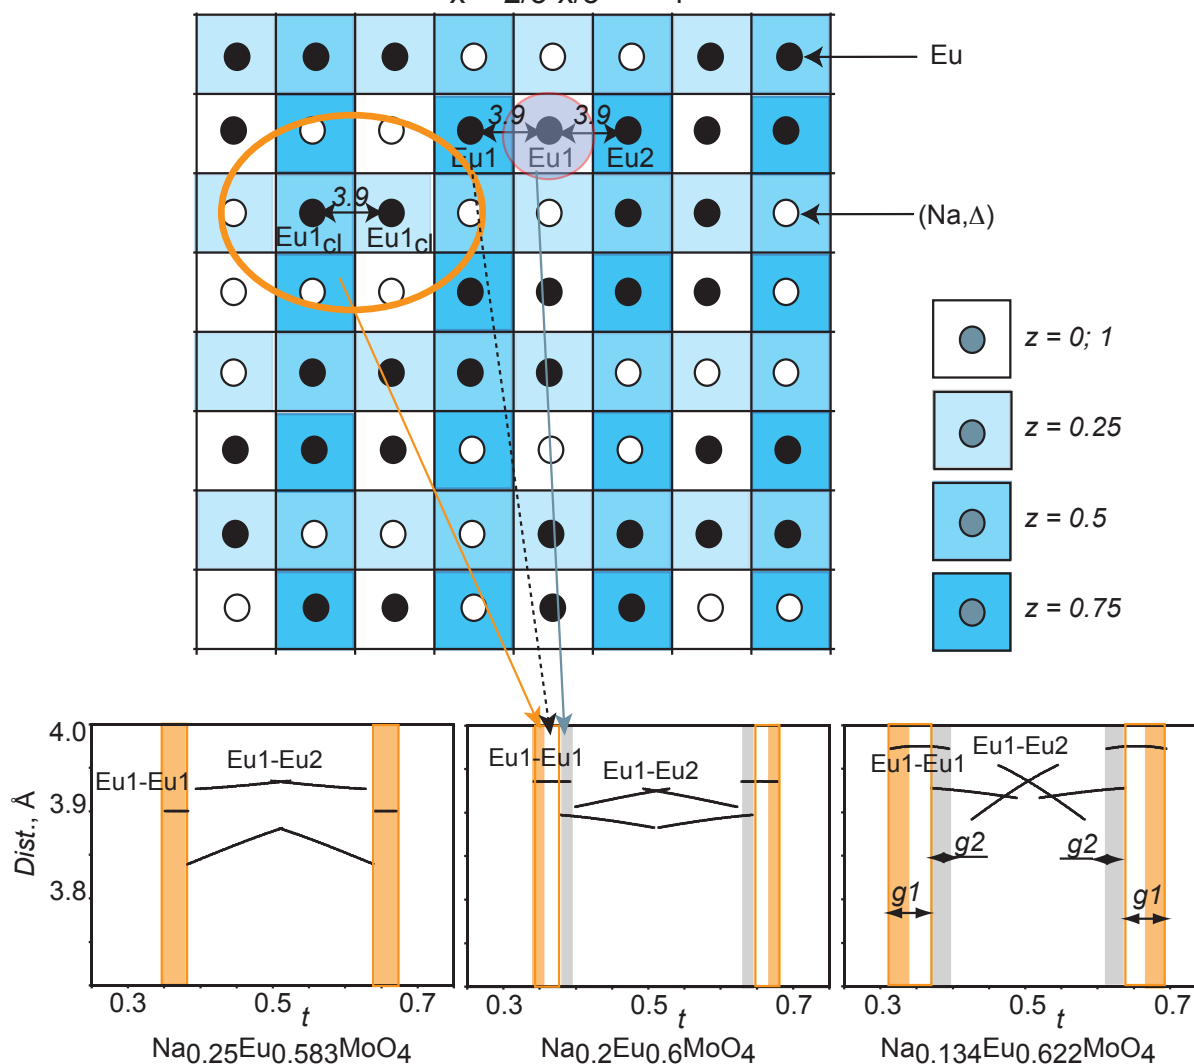 Eu
3.9 3.9
Eu1 Eu1 Eu2
3.9
(Na,Δ)
Eu1cl Eu1cl
z = 0; 1
z = 0.25
z = 0.5
z = 0.75
4.0
3.9
3.8
Dist., Å
Eu1-Eu2
Eu1-Eu1
Eu1-Eu1
Eu1-Eu2
Eu1-Eu2
Eu1-Eu1
g2 g2
g1 g1
0.3 0.5 0.7
t
0.3 0.5 0.7
t
0.3 0.5 0.7
t
Na0.25Eu0.583MoO4
Na0.2Eu0.6MoO4
Na0.134Eu0.622MoO4